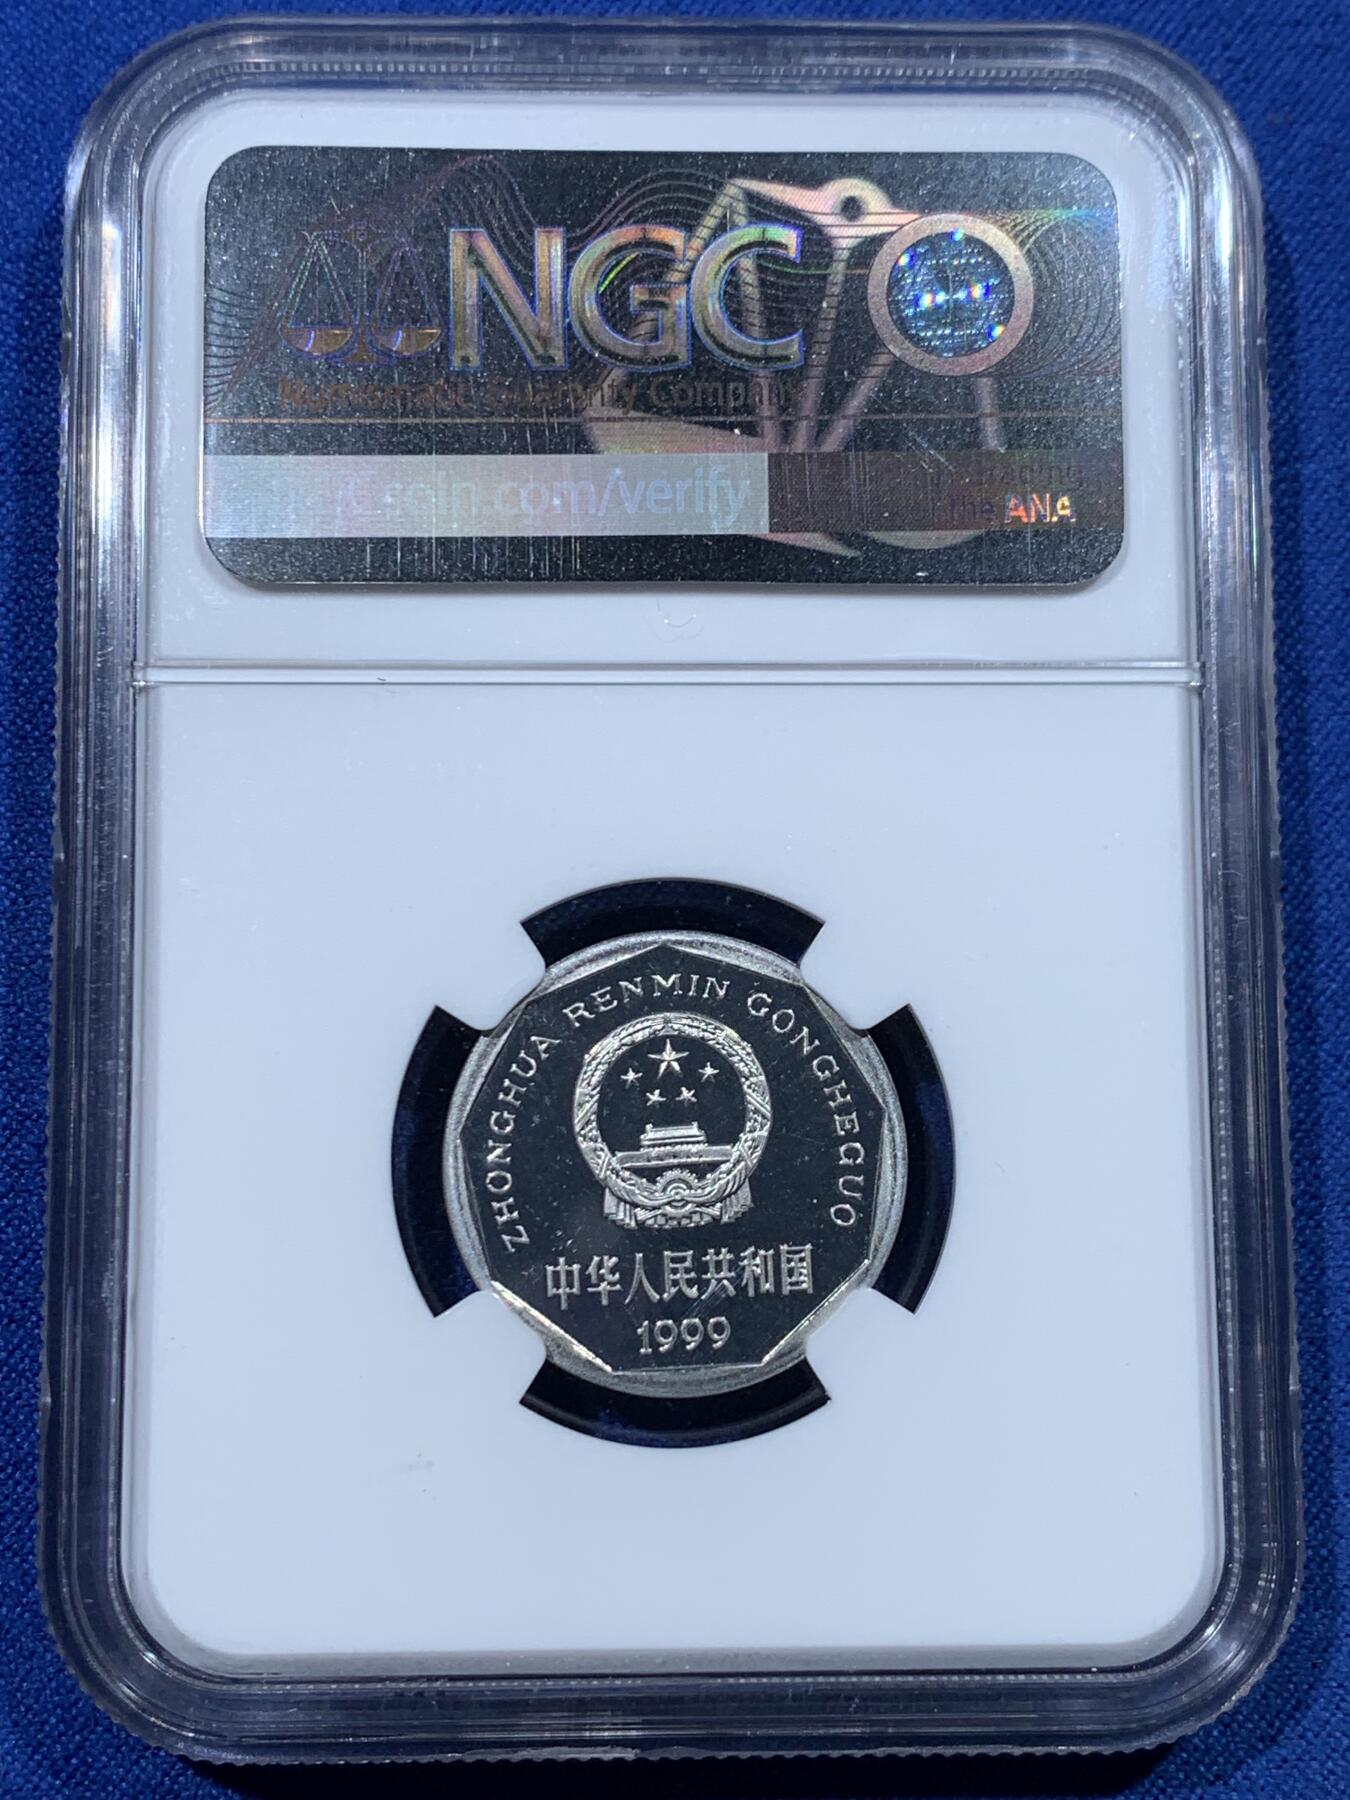 NGC
Numismatic Guaranty Company
coin.com/verify
the ANA
ZHONGHUA RENMIN GONGHEGUO
中华人民共和国
1999